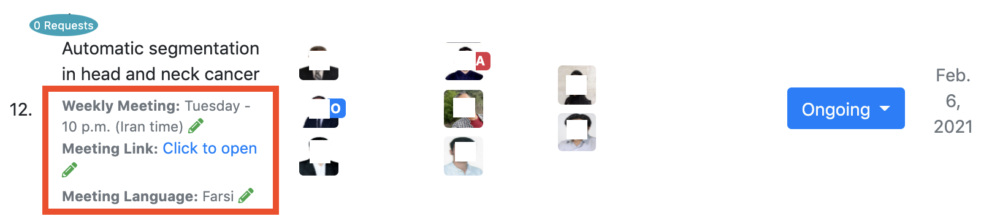 0 Requests
Automatic segmentation
in head and neck cancer
12.
Weekly Meeting: Tuesday -
10 p.m. (Iran time)
Meeting Link: Click to open
Meeting Language: Farsi
O
A
Ongoing
Feb.
6,
2021